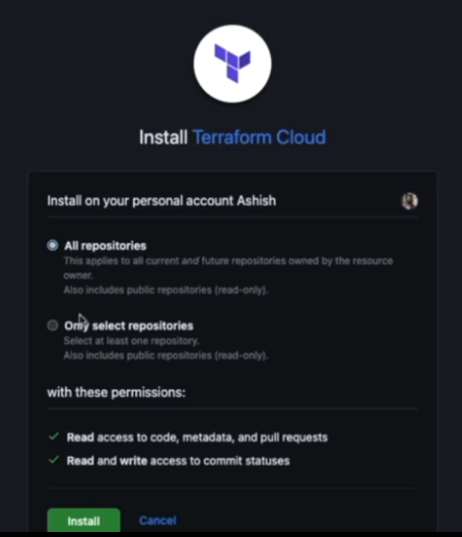 Install Terraform Cloud
Install on your personal account Ashish
All repositories
This applies to all current and future repositories owned by the resource
owner.
Also includes public repositories (read-only).
Only select repositories
Select at least one repository.
Also includes public repositories (read-only).
with these permissions:
Read access to code, metadata, and pull requests
Read and write access to commit statuses
Install Cancel